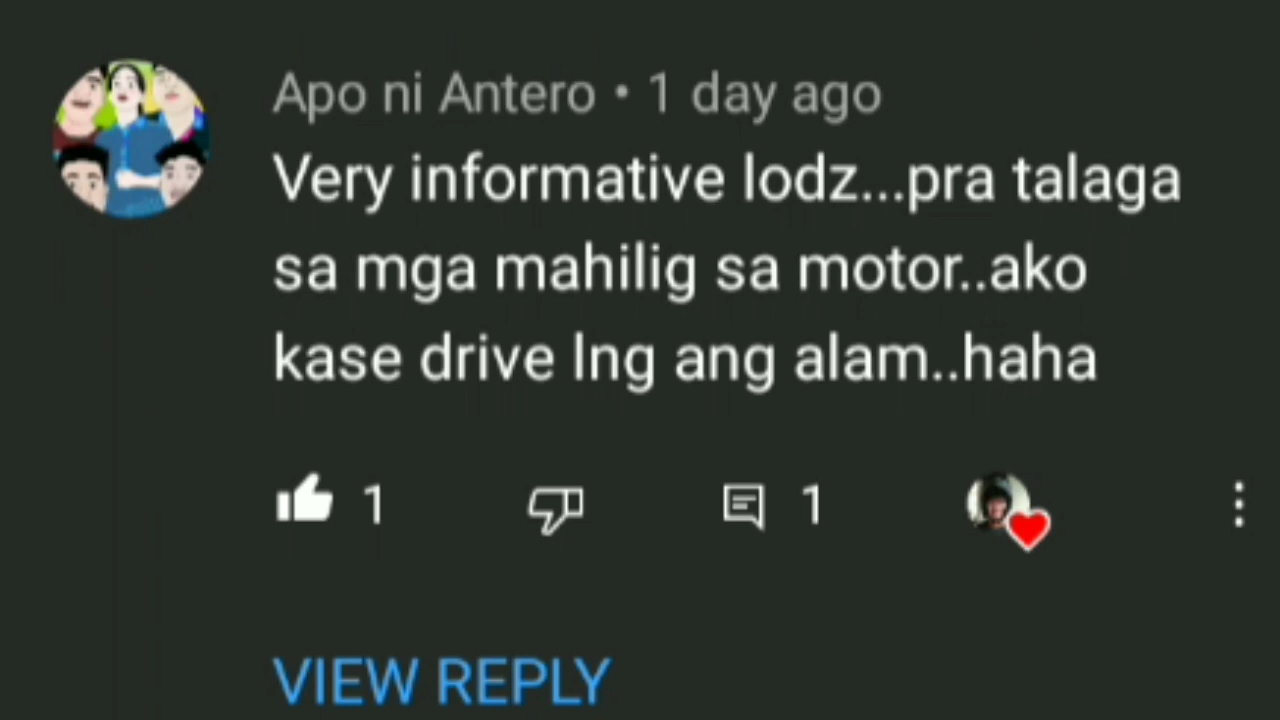 Apo ni Antero • 1 day ago
Very informative lodz...pra talaga
sa mga mahilig sa motor..ako
kase drive lng ang alam..haha
1 1
VIEW REPLY